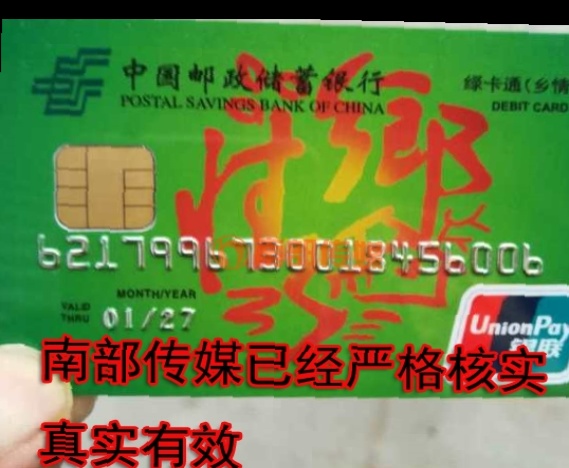 中国邮政储蓄银行
绿卡通(乡情
POSTAL SAVINGS BANK OF CHINA
DEBIT CARD
6217996730018456006
MONTH/YEAR
VALID THRU 01/27
UnionPay
银联
南部传媒已经严格核实
真实有效